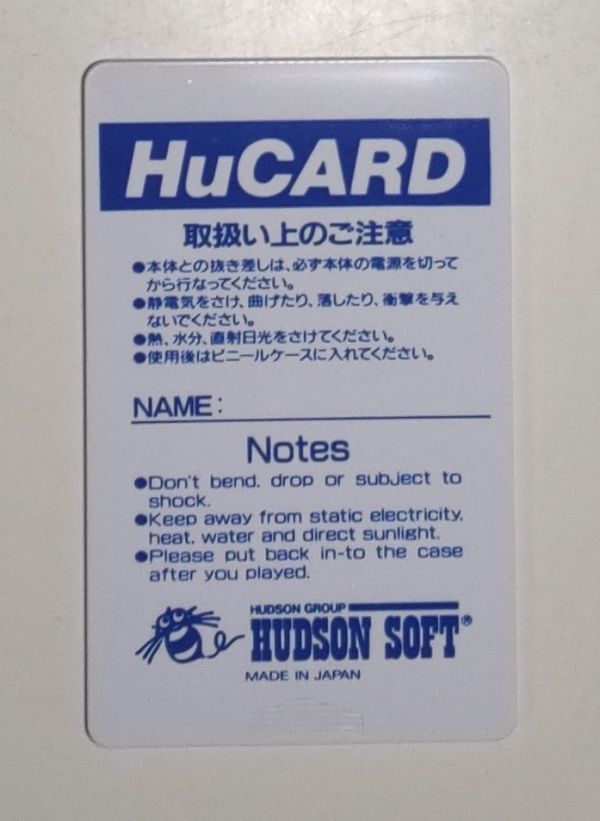 HuCARD
取扱い上のご注意
●本体との抜き差しは、必ず本体の電源を切って
から行なってください。
●静電気をさけ、曲げたり、落したり、衝撃を与え
ないでください。
●熱、水分、直射日光をさけてください。
●使用後はビニールケースに入れてください。
NAME:
Notes
●Don't bend. drop or subject to
shock.
●Keep away from static electricity.
heat. water and direct sunlight.
●Please put back in-to the case
after you played.
HUDSON GROUP
HUDSON SOFT®
MADE IN JAPAN